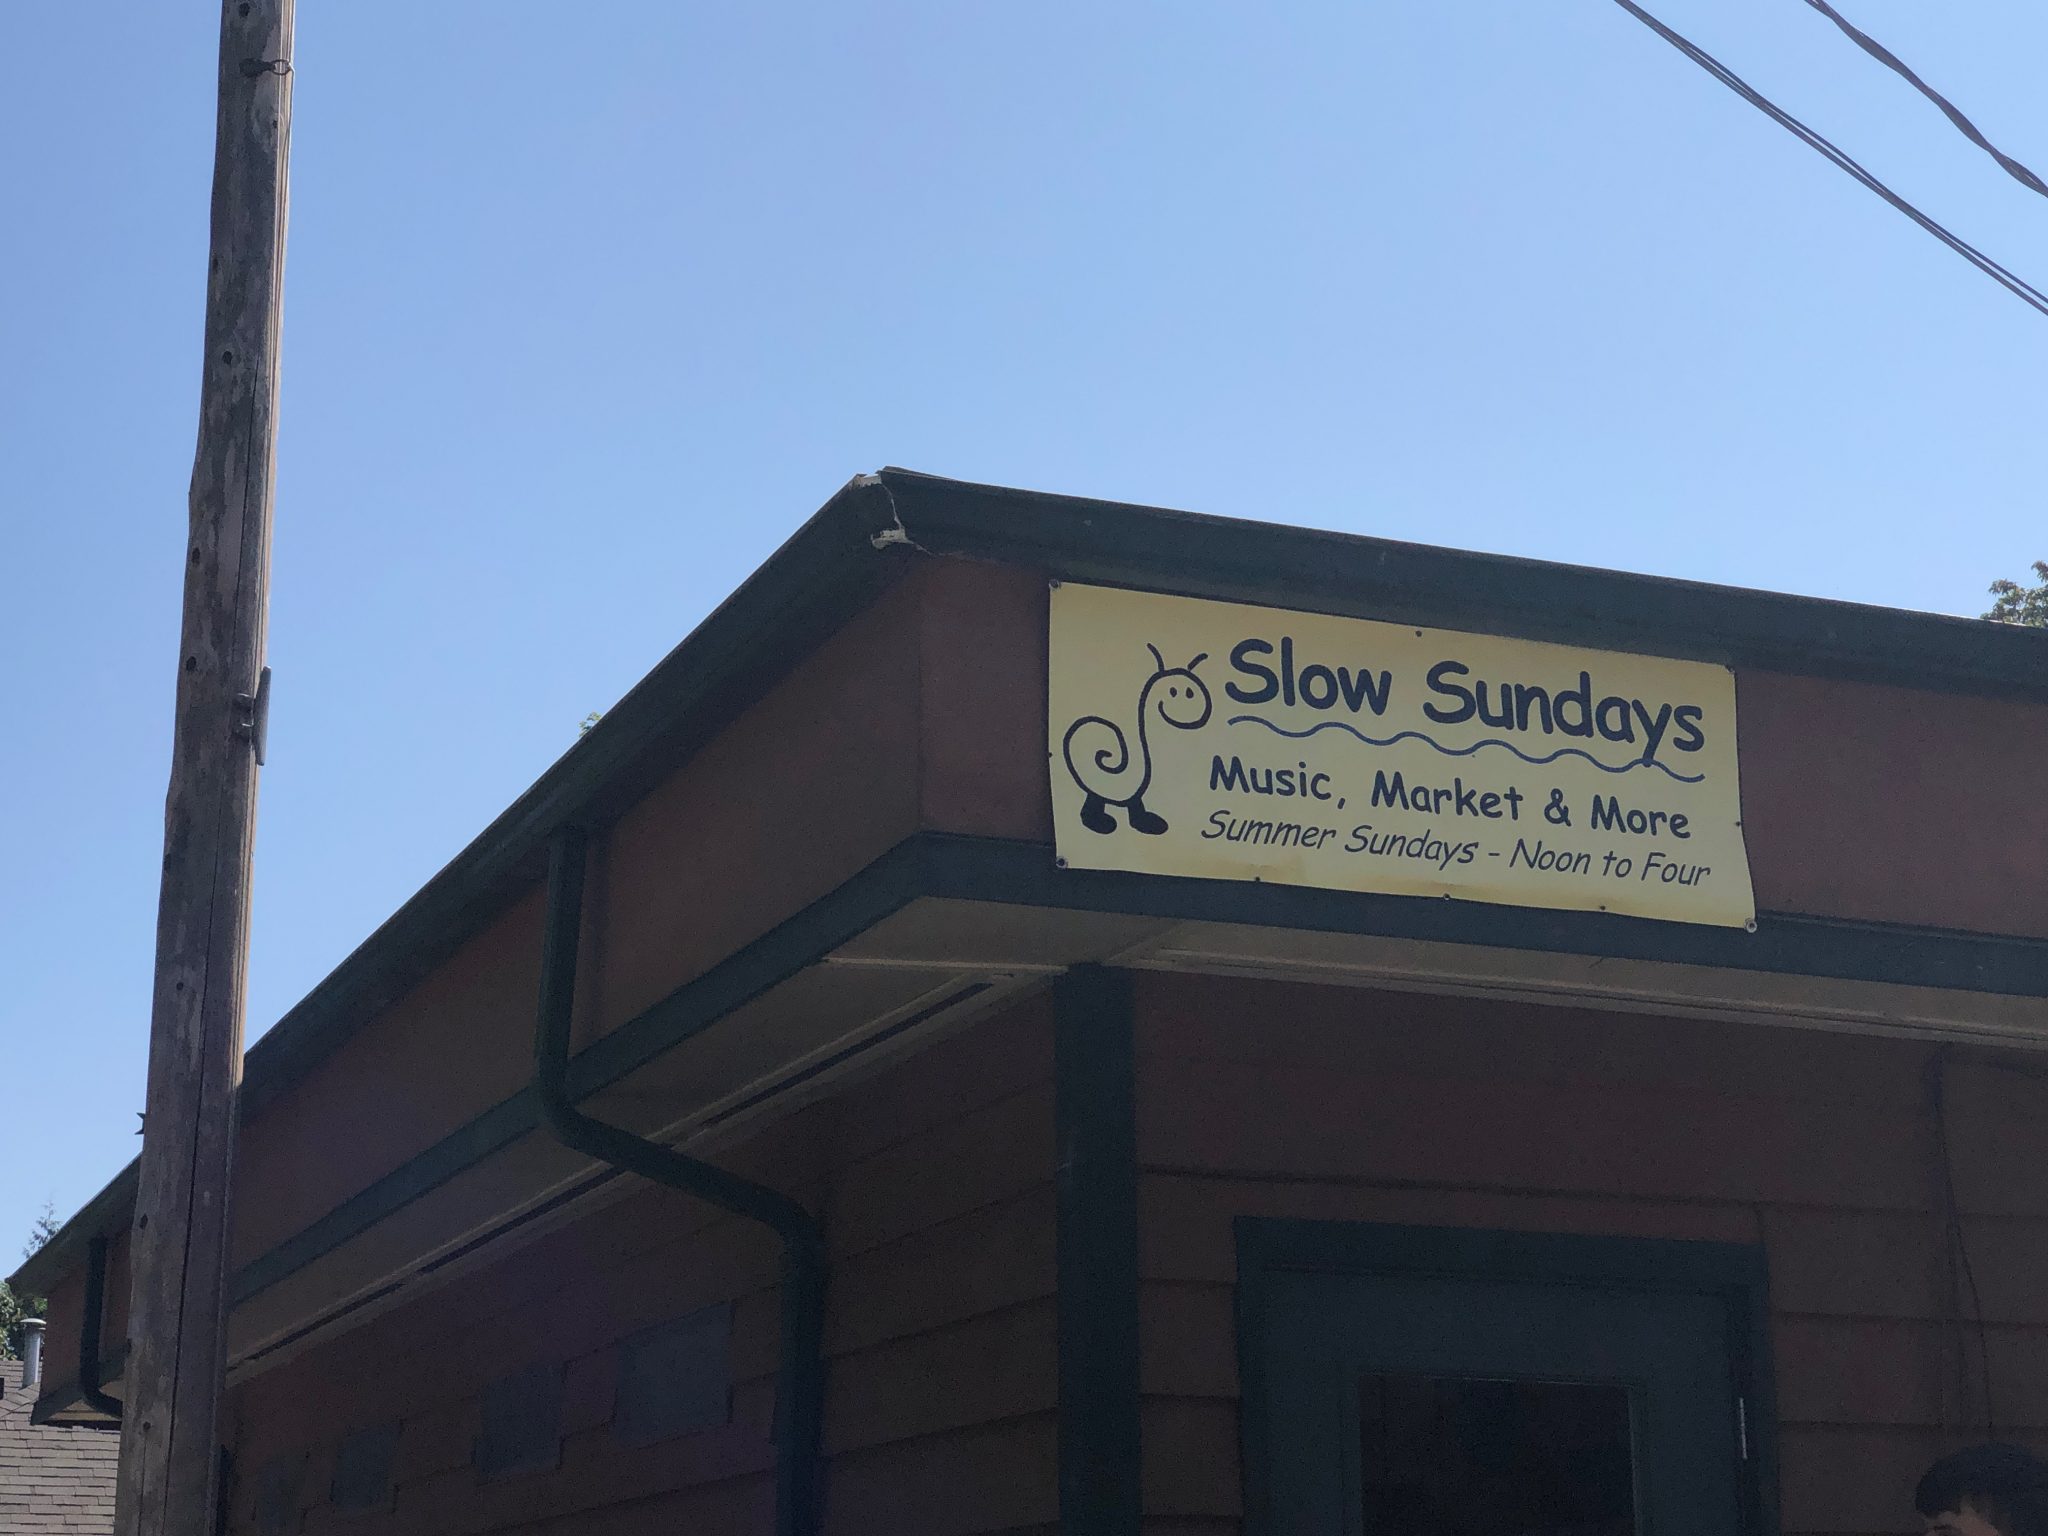 Slow Sundays
Music, Market & More
Summer Sundays - Noon to Four